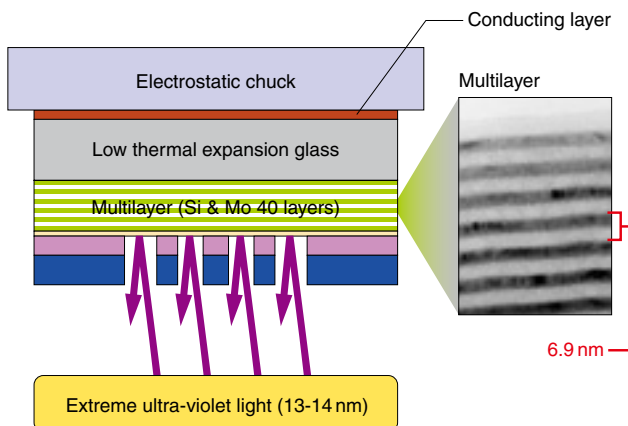 Conducting layer
Electrostatic chuck
Multilayer
Low thermal expansion glass
Multilayer (Si & Mo 40 layers)
6.9 nm
Extreme ultra-violet light (13-14 nm)